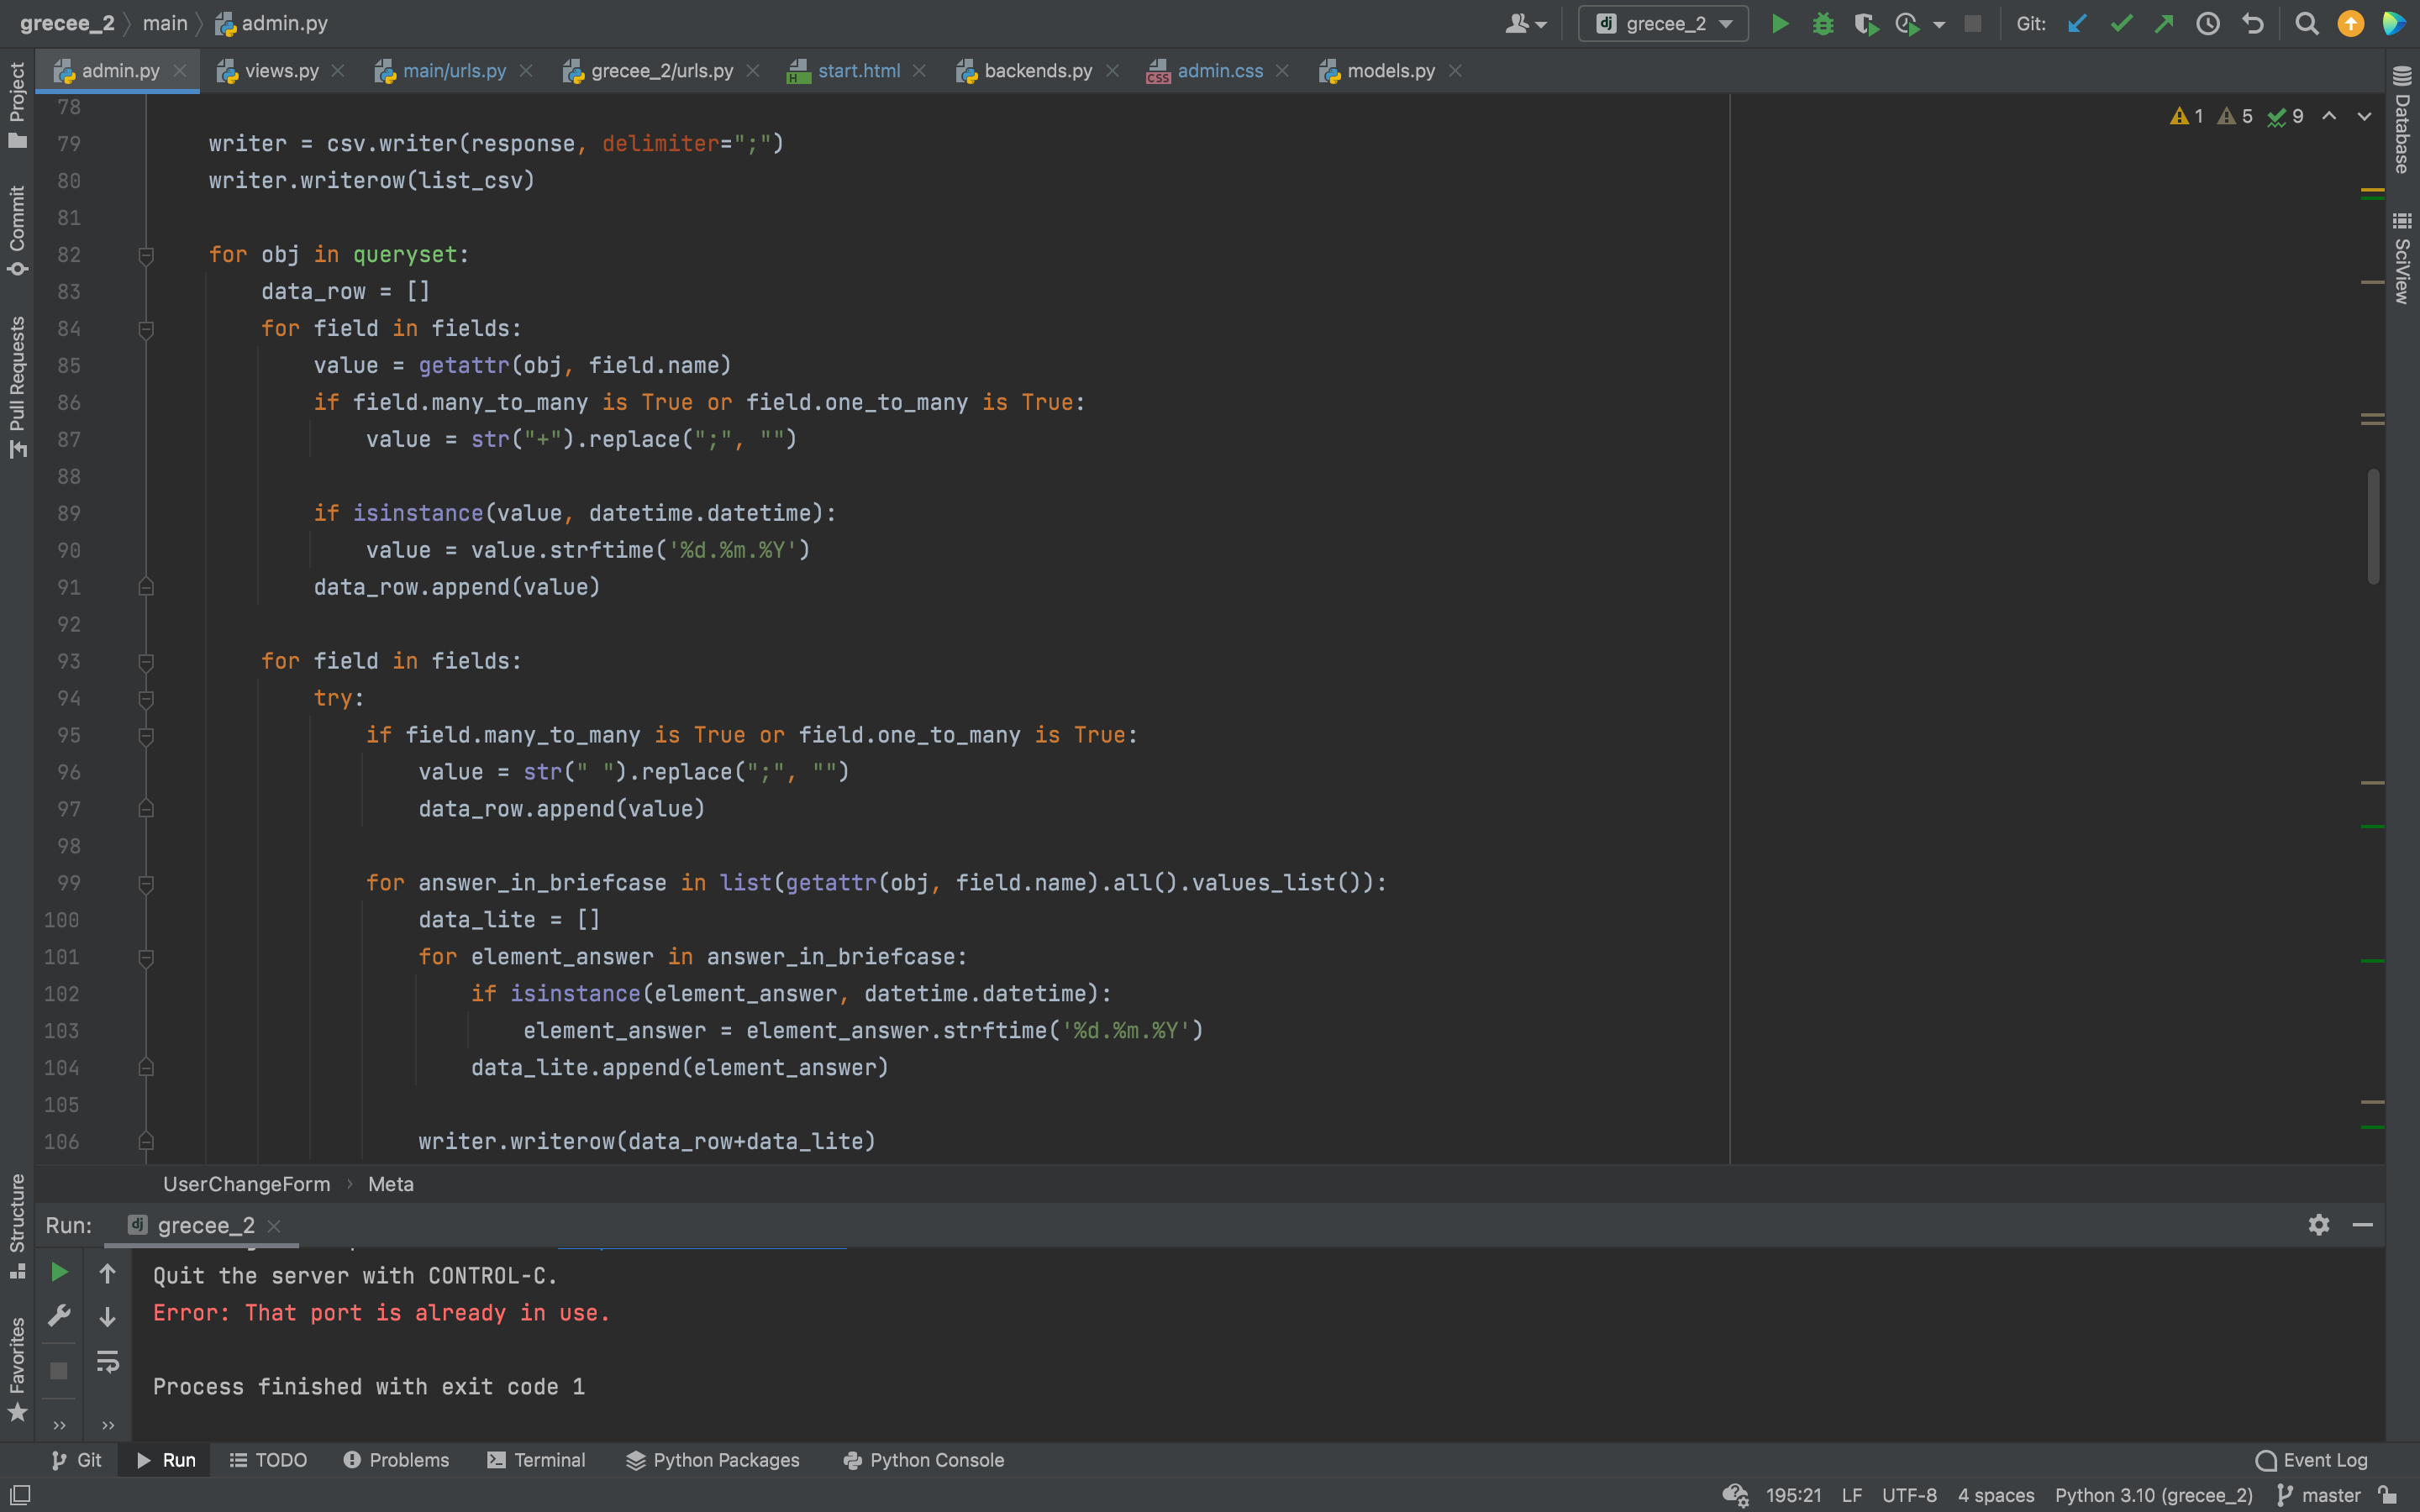 grecee_2 main admin.py
grecee_2 Git:
admin.py views.py main/urls.py grecee_2/urls.py start.html backends.py admin.css models.py
1 5 9
Project
Commit
Pull Requests
Database
SciView
78
79 writer = csv.writer(response, delimiter=";")
80 writer.writerow(list_csv)
81
82 for obj in queryset:
83 data_row = []
84 for field in fields:
85 value = getattr(obj, field.name)
86 if field.many_to_many is True or field.one_to_many is True:
87 value = str("+").replace(";", "")
88
89 if isinstance(value, datetime.datetime):
90 value = value.strftime('%d.%m.%Y')
91 data_row.append(value)
92
93 for field in fields:
94 try:
95 if field.many_to_many is True or field.one_to_many is True:
96 value = str(" ").replace(";", "")
97 data_row.append(value)
98
99 for answer_in_briefcase in list(getattr(obj, field.name).all().values_list()):
100 data_lite = []
101 for element_answer in answer_in_briefcase:
102 if isinstance(element_answer, datetime.datetime):
103 element_answer = element_answer.strftime('%d.%m.%Y')
104 data_lite.append(element_answer)
105
106 writer.writerow(data_row+data_lite)
UserChangeForm Meta
Structure
Favorites
Run: grecee_2
Quit the server with CONTROL-C.
Error: That port is already in use.
Process finished with exit code 1
Git Run TODO Problems Terminal Python Packages Python Console Event Log
195:21 LF UTF-8 4 spaces Python 3.10 (grecee_2) master